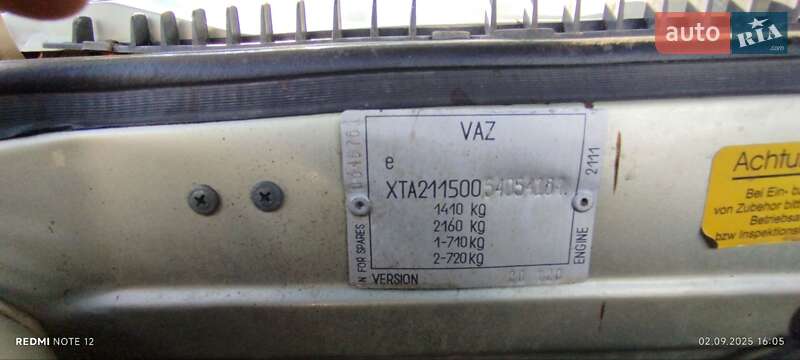 auto RIA
.com
VAZ
e
XTA211500
1410 kg
2160 kg
1-710 kg
2-720 kg
VERSION
N FOR SPARES
ENGINE 2111
Achtu
Bei Ein-
von Zubehör bitt
Betriebsa
bzw Inspektions
REDMI NOTE 12
02.09.2025 16:05